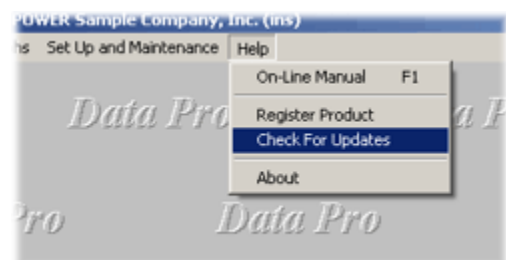 POWER Sample Company, Inc. (ins)
Set Up and Maintenance Help
On-Line Manual F1
Register Product
Check For Updates
About
Data Pro
Pro Data Pro